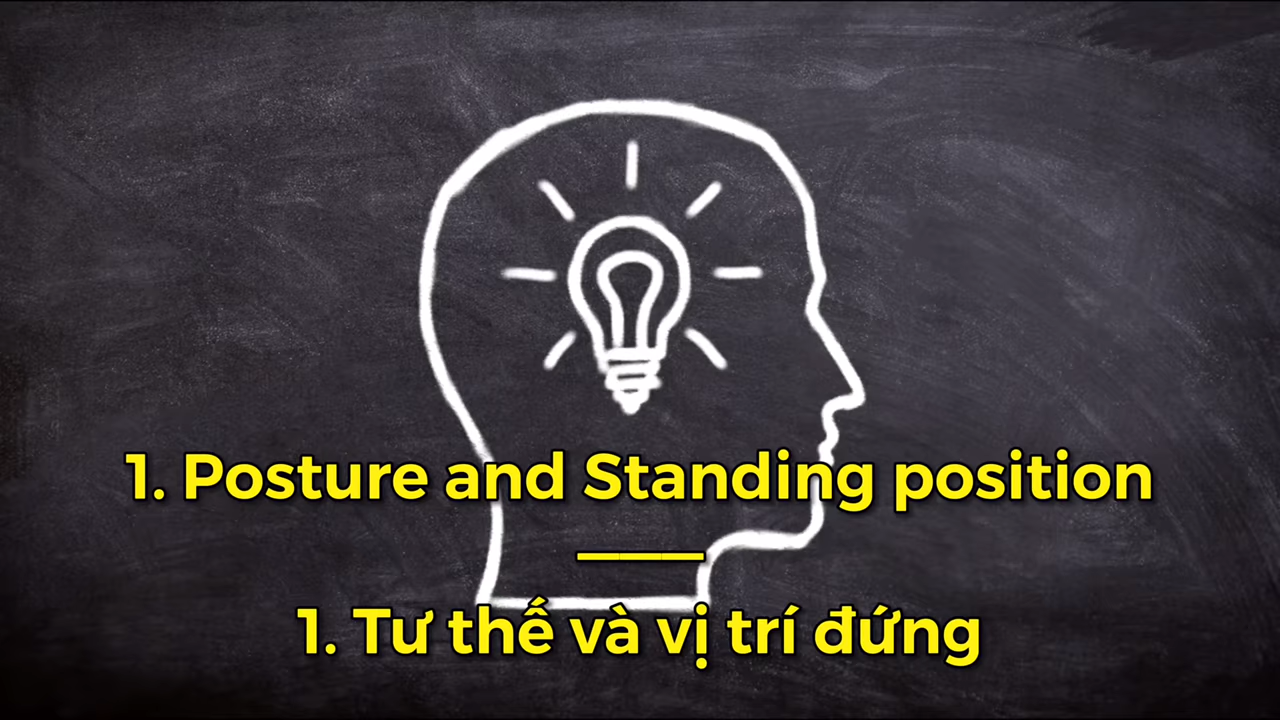 1. Posture and Standing position
———
1. Tư thế và vị trí đứng